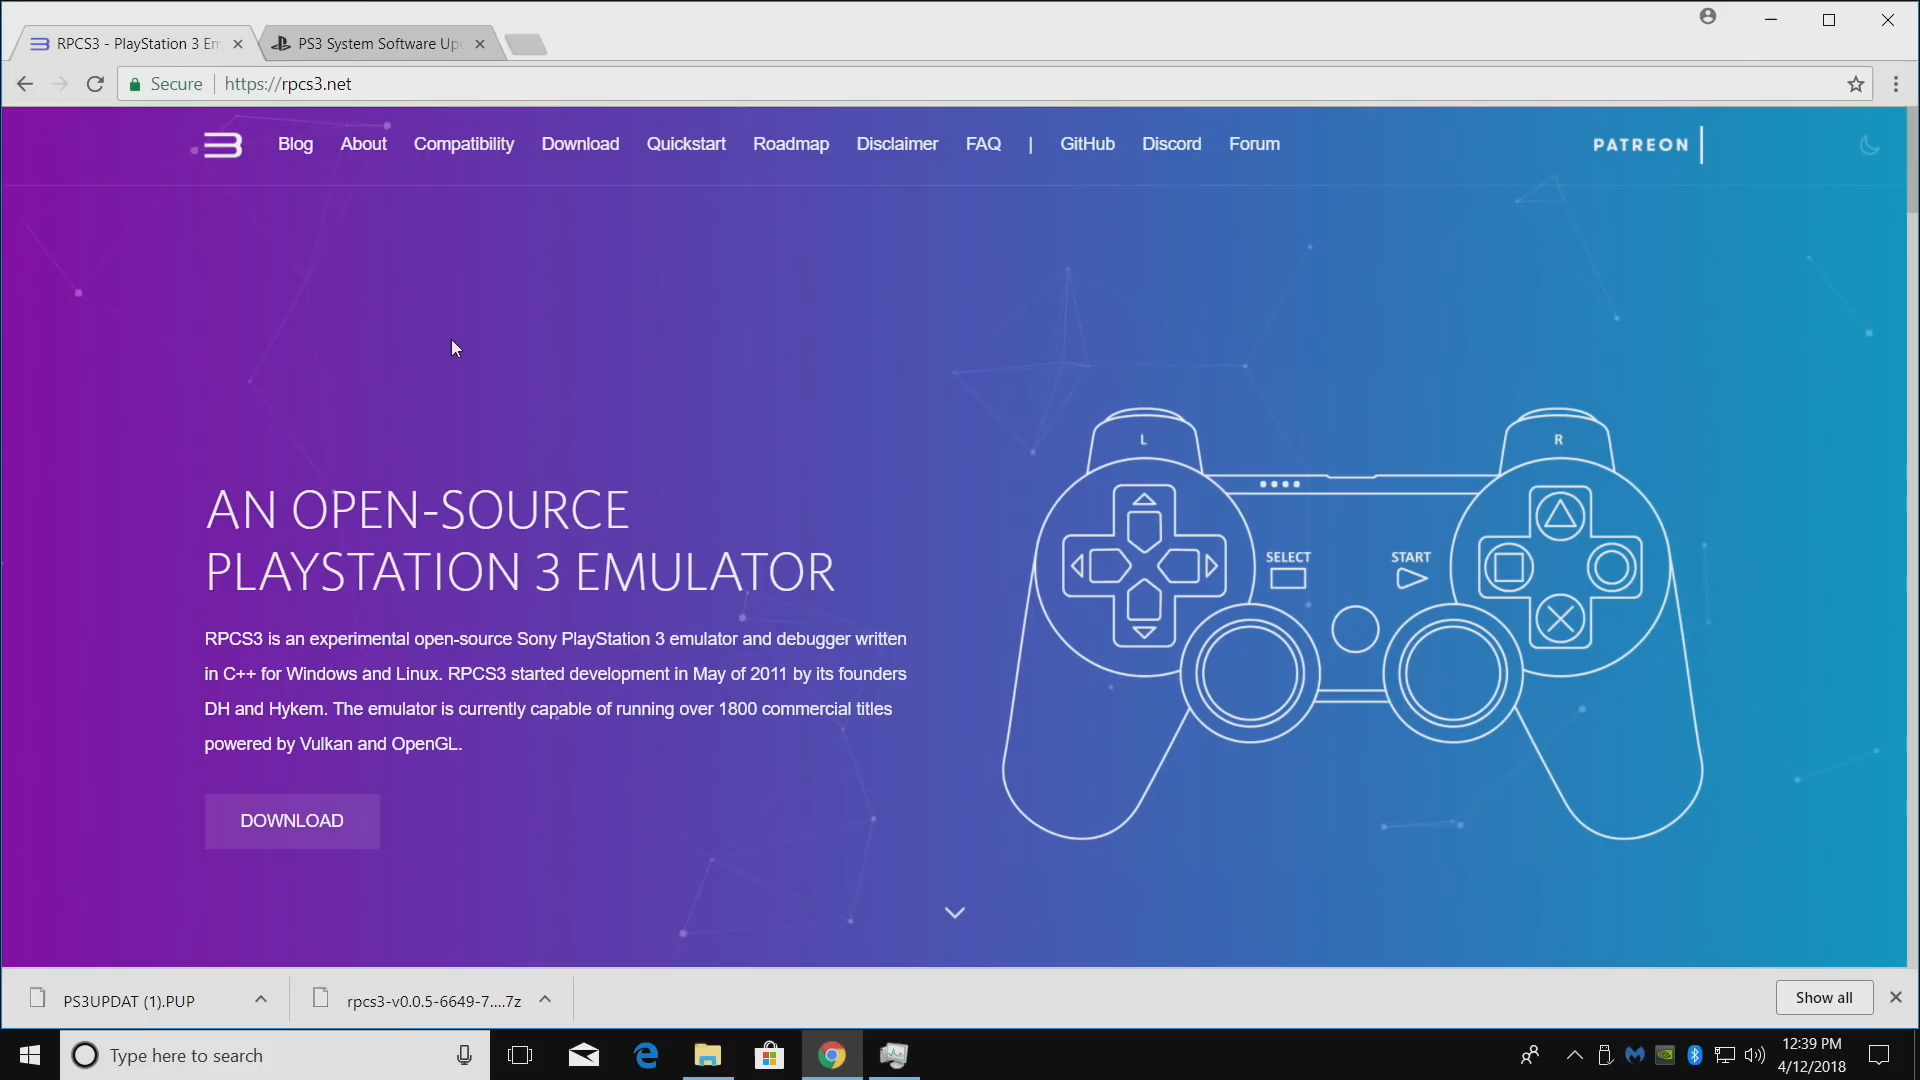 RPCS3 - PlayStation 3 Em
PS3 System Software Up
Secure
https://rpcs3.net
Blog
About
Compatibility
Download
Quickstart
Roadmap
Disclaimer
FAQ
|
GitHub
Discord
Forum
PATREON
AN OPEN-SOURCE
PLAYSTATION 3 EMULATOR
RPCS3 is an experimental open-source Sony PlayStation 3 emulator and debugger written
in C++ for Windows and Linux. RPCS3 started development in May of 2011 by its founders
DH and Hykem. The emulator is currently capable of running over 1800 commercial titles
powered by Vulkan and OpenGL.
DOWNLOAD
L
R
SELECT
START
PS3UPDAT (1).PUP
rpcs3-v0.0.5-6649-7....7z
Show all
Type here to search
12:39 PM
4/12/2018